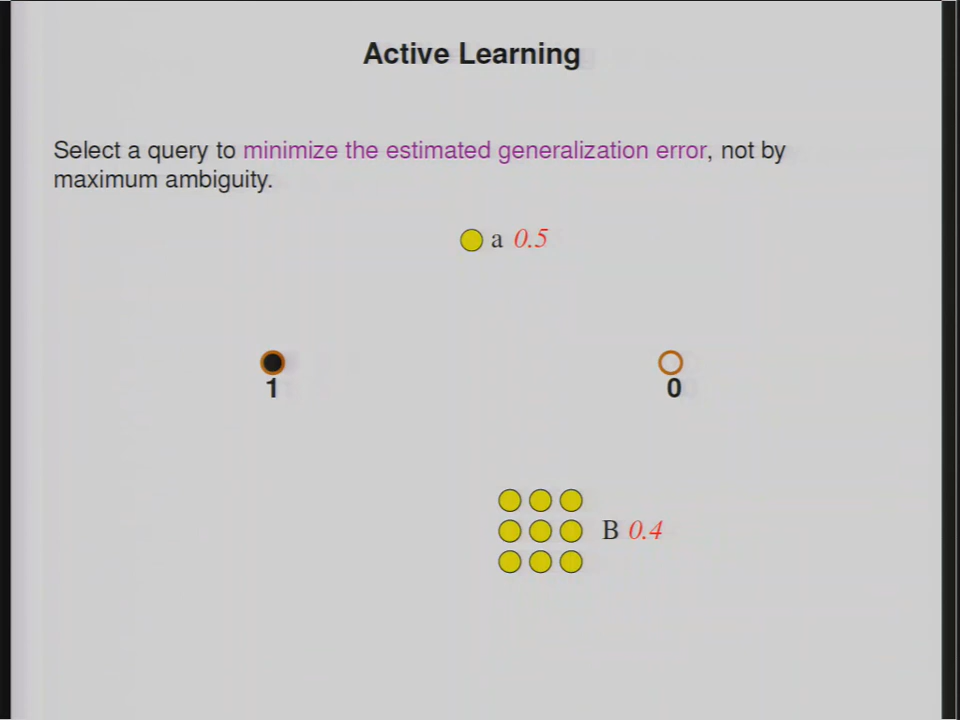 Active Learning
Select a query to minimize the estimated generalization error, not by
maximum ambiguity.
a 0.5
1
0
B 0.4